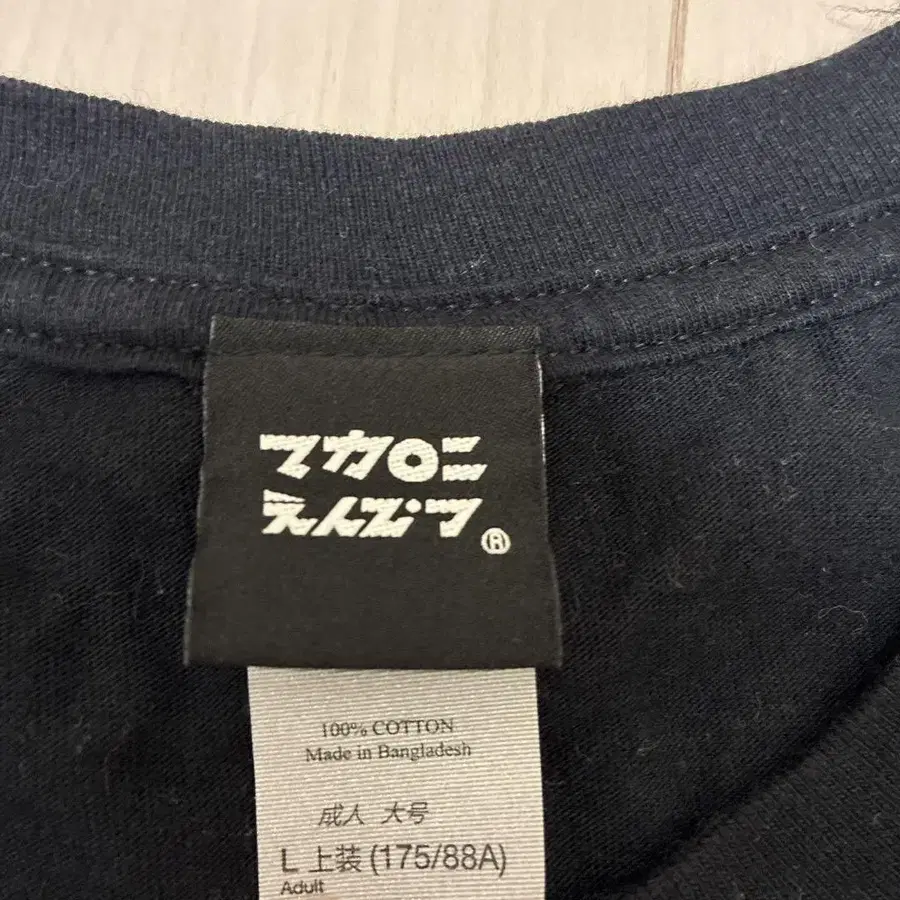 マカロニ
えんぴつ®
100% COTTON
Made in Bangladesh
成人 大号
L 上装 (175/88A)
Adult